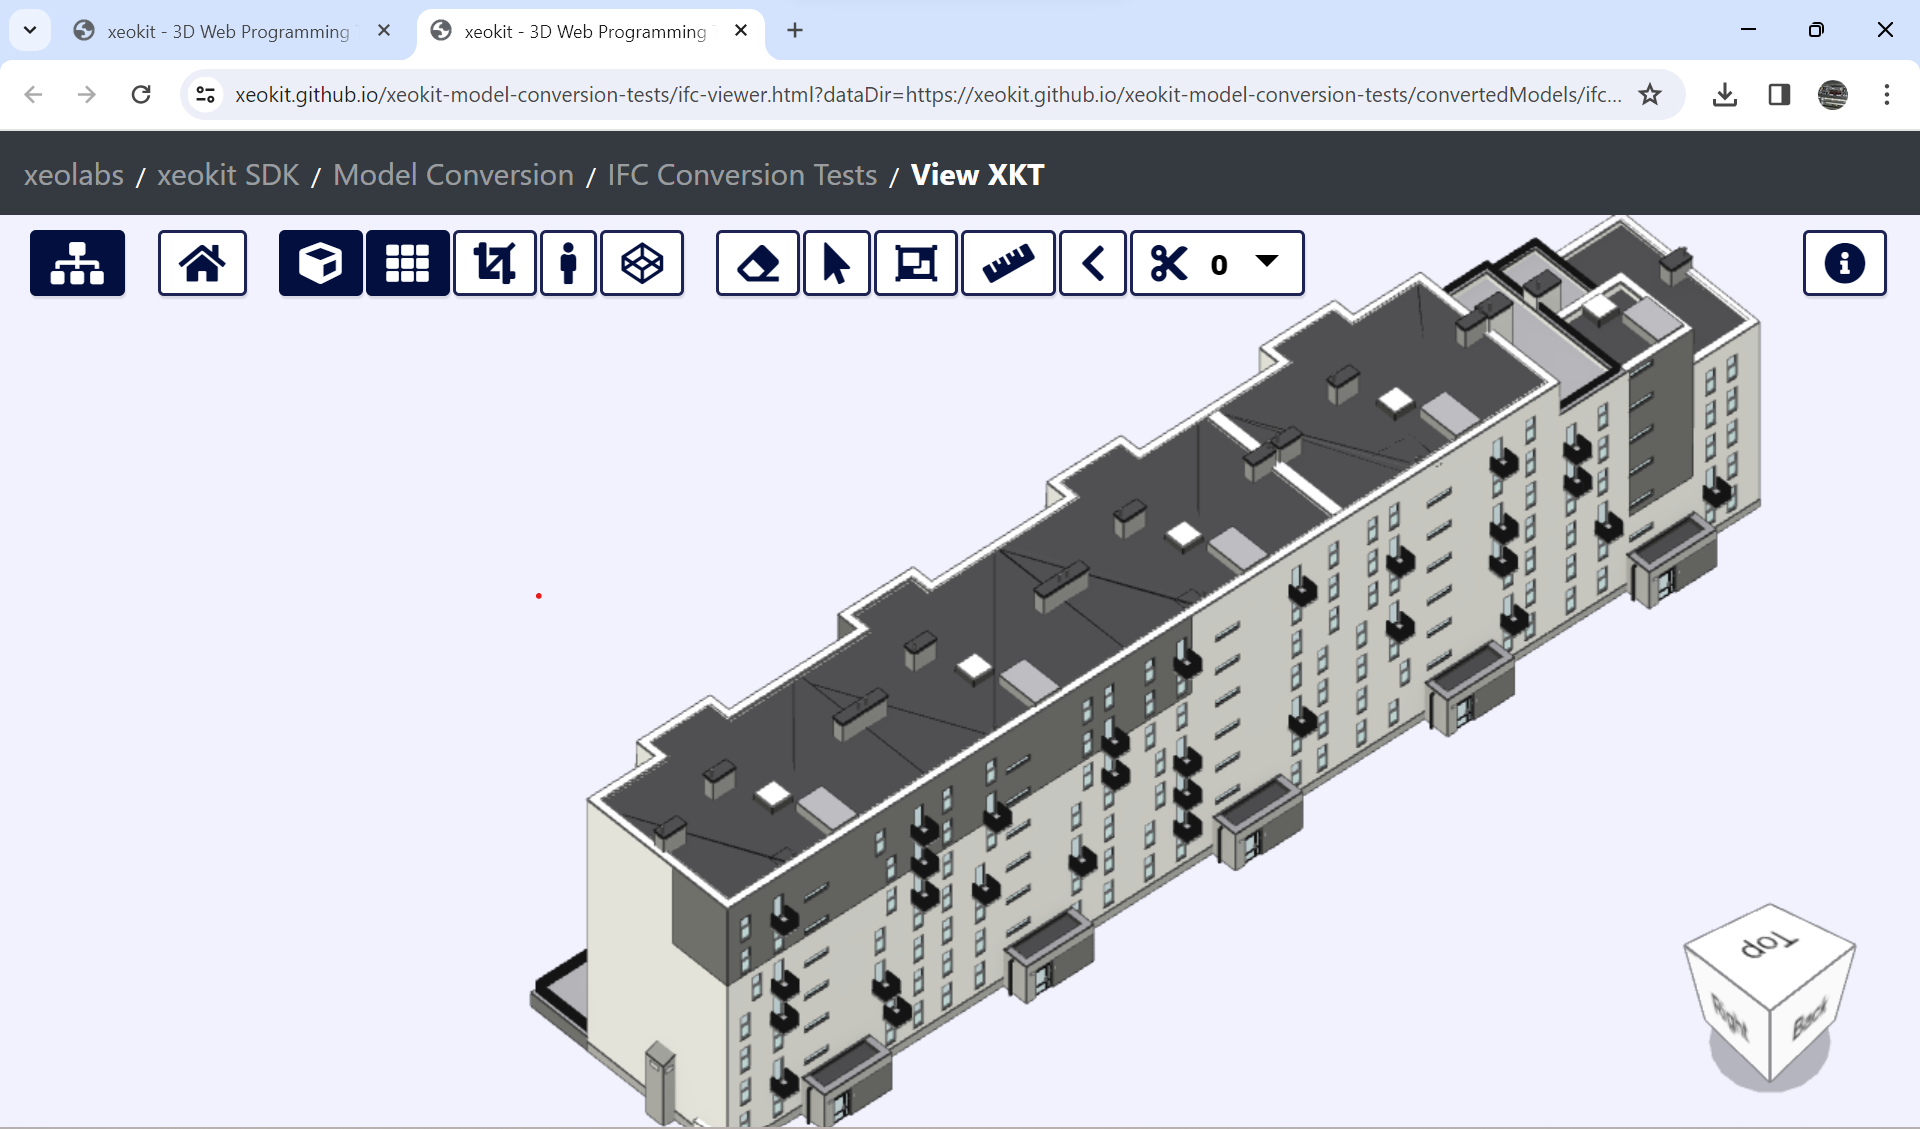 xeokit - 3D Web Programming
xeokit - 3D Web Programming
xeokit.github.io/xeokit-model-conversion-tests/ifc-viewer.html?dataDir=https://xeokit.github.io/xeokit-model-conversion-tests/convertedModels/ifc...
xeolabs / xeokit SDK / Model Conversion / IFC Conversion Tests / View XKT
0
Top
Right
Back